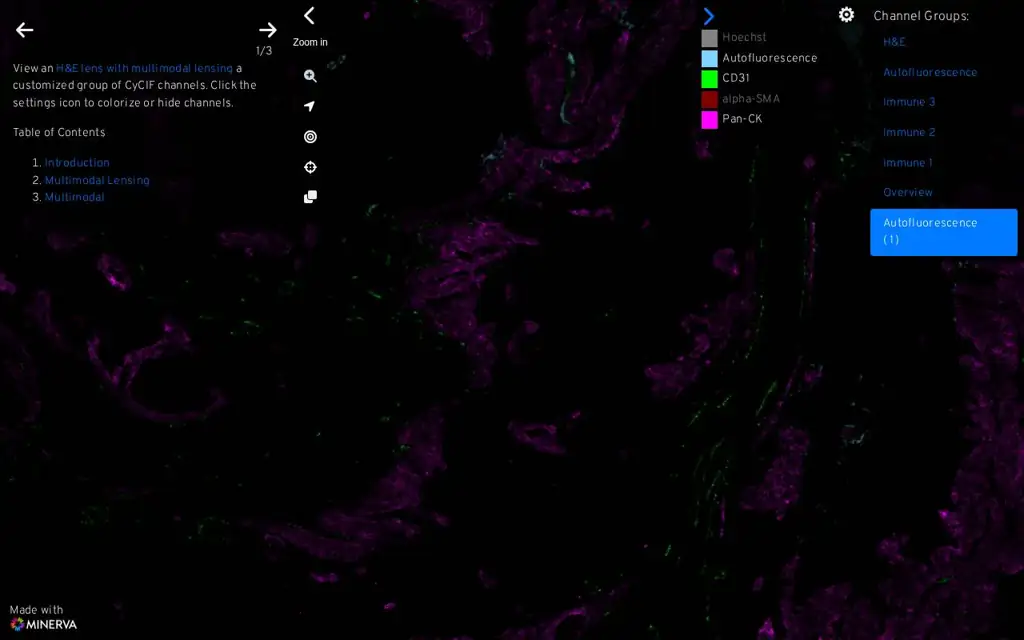 1/3
View an H&E lens with multimodal lensing a
customized group of CyCIF channels. Click the
settings icon to colorize or hide channels.
Table of Contents
1. Introduction
2. Multimodal Lensing
3. Multimodal
Zoom in
Hoechst
Autofluorescence
CD31
alpha-SMA
Pan-CK
Channel Groups:
H&E
Autofluorescence
Immune 3
Immune 2
Immune 1
Overview
Autofluorescence
(1)
Made with
MINERVA